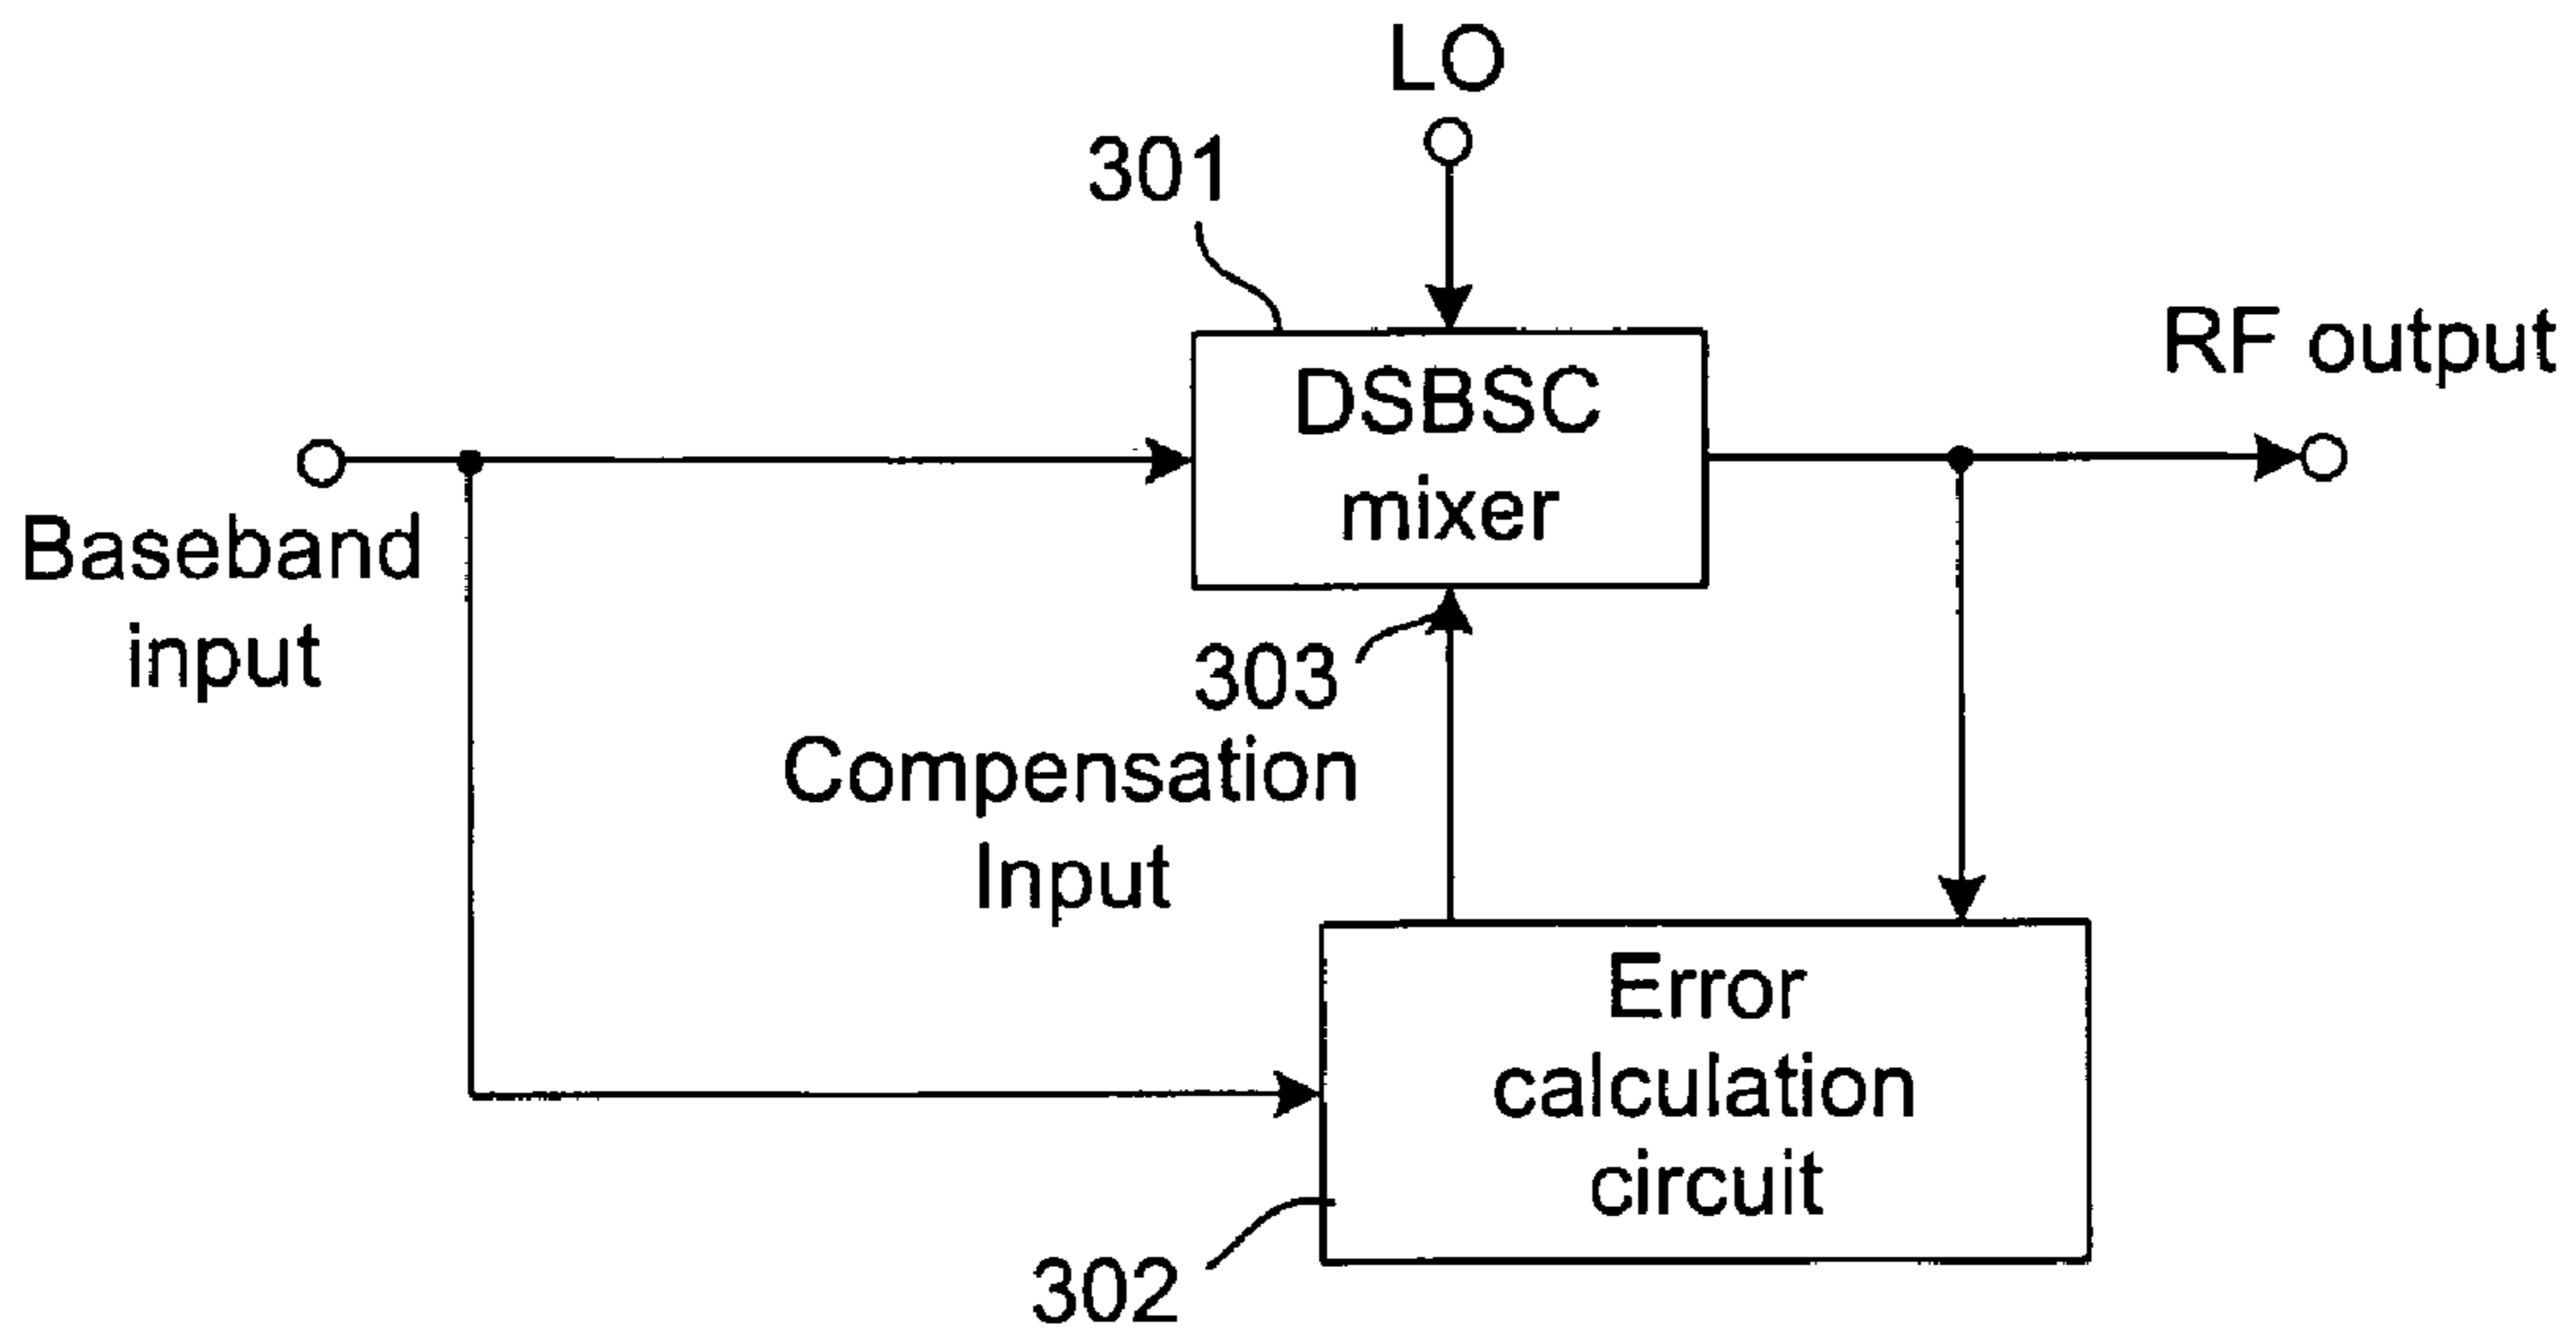 LO
301
RF output
DSBSC
mixer
Baseband
input
303
Compensation
Input
Error
calculation
circuit
302